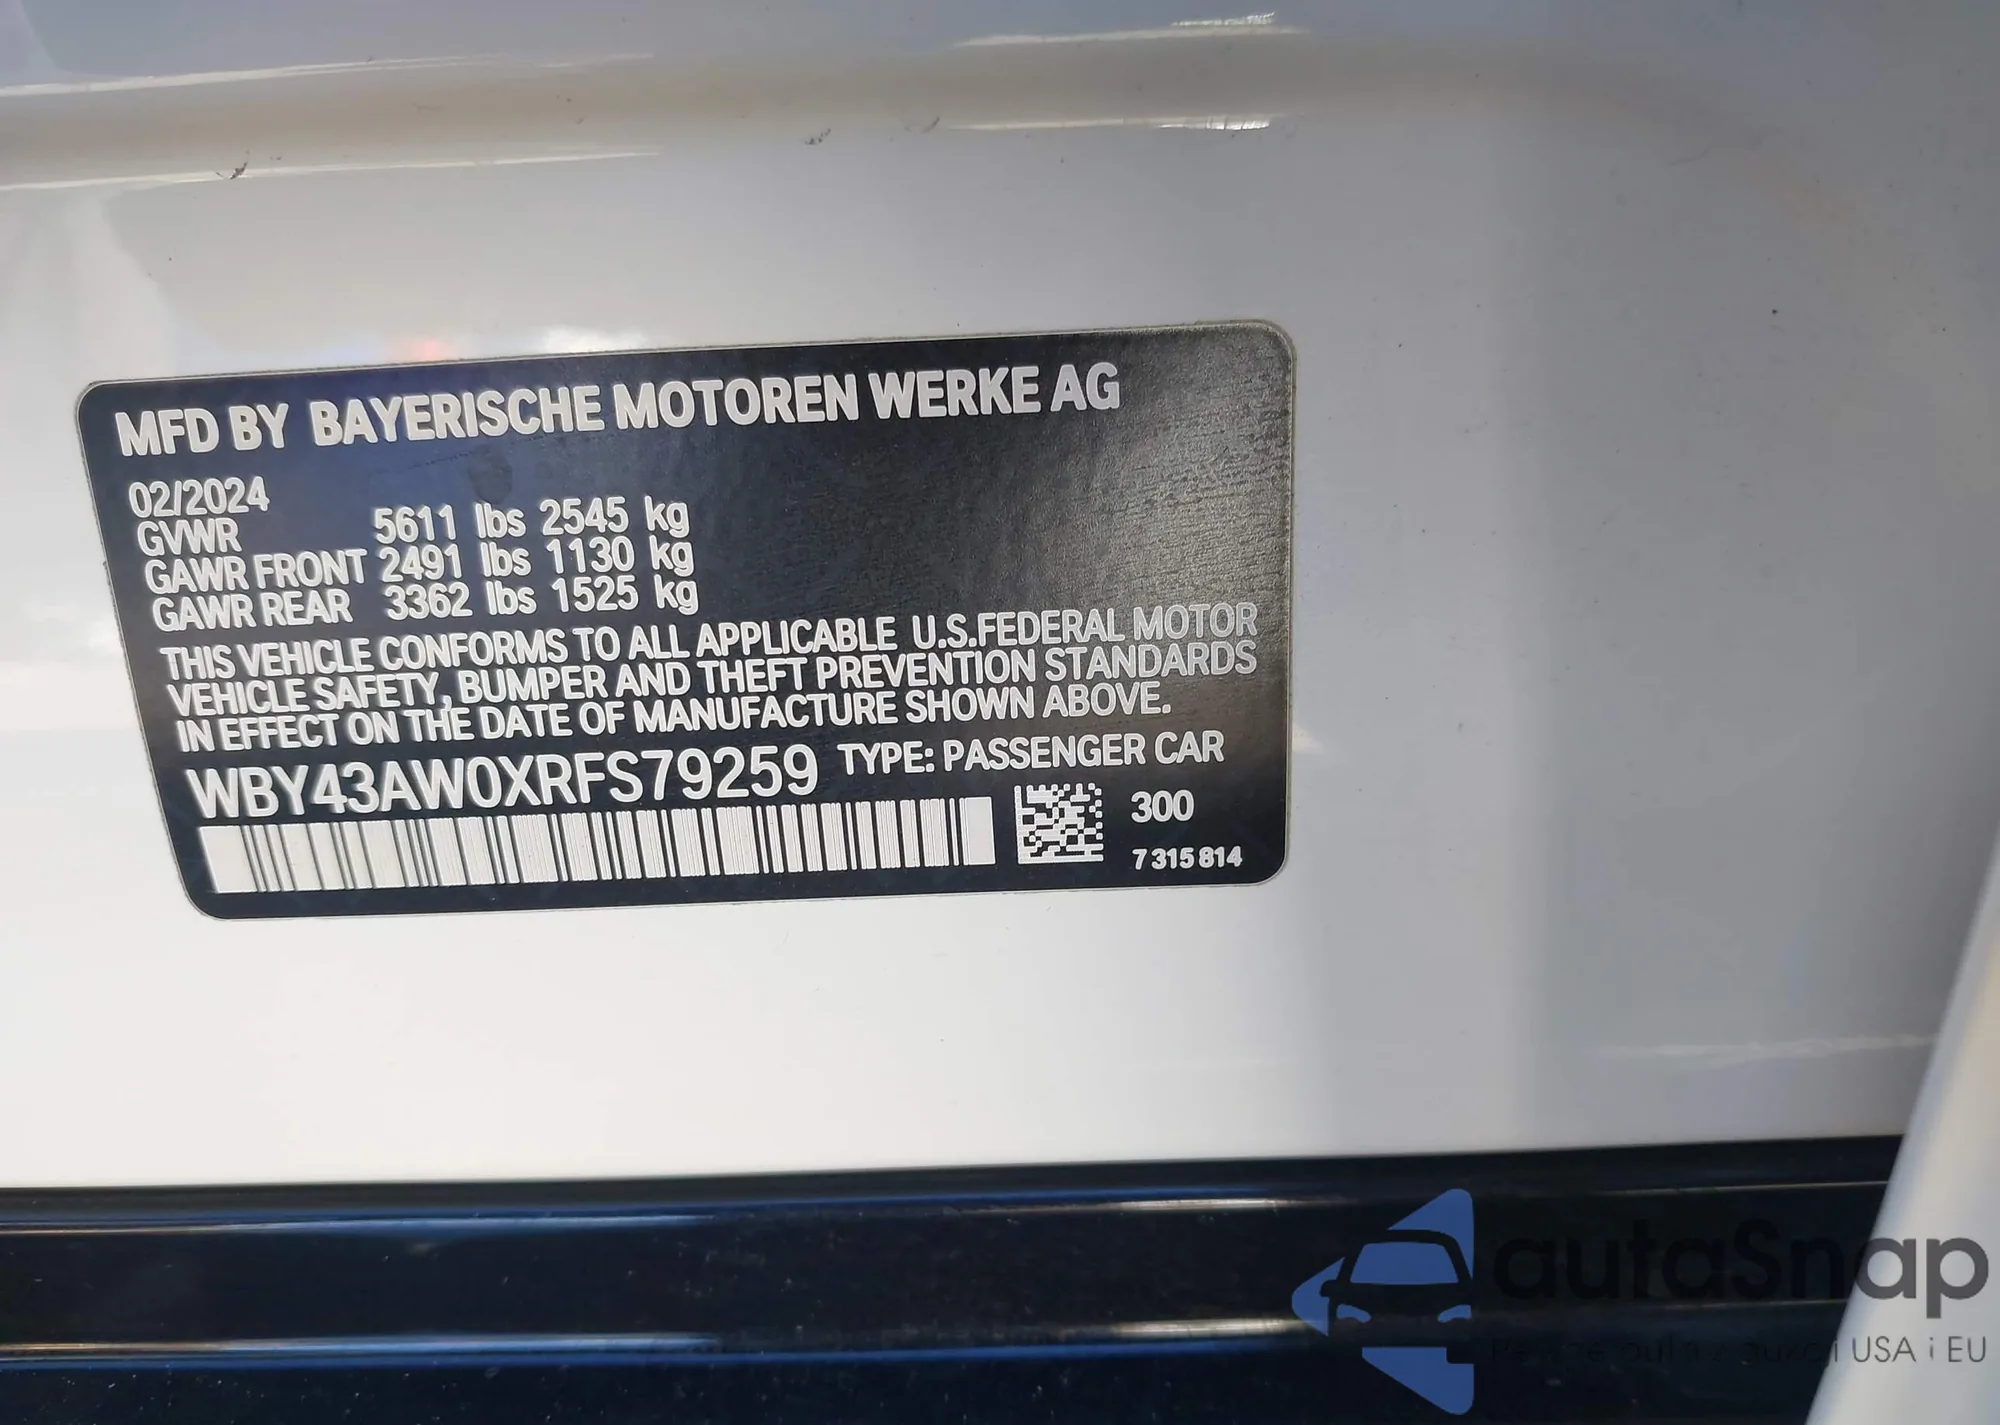 MFD BY BAYERISCHE MOTOREN WERKE AG
02/2024
GVWR 5611 lbs 2545 kg
GAWR FRONT 2491 lbs 1130 kg
GAWR REAR 3362 lbs 1525 kg
THIS VEHICLE CONFORMS TO ALL APPLICABLE U.S.FEDERAL MOTOR
VEHICLE SAFETY, BUMPER AND THEFT PREVENTION STANDARDS
IN EFFECT ON THE DATE OF MANUFACTURE SHOWN ABOVE.
WBY43AW0XRFS79259 TYPE: PASSENGER CAR
300
7 315 814
autaSnap
USA i EU